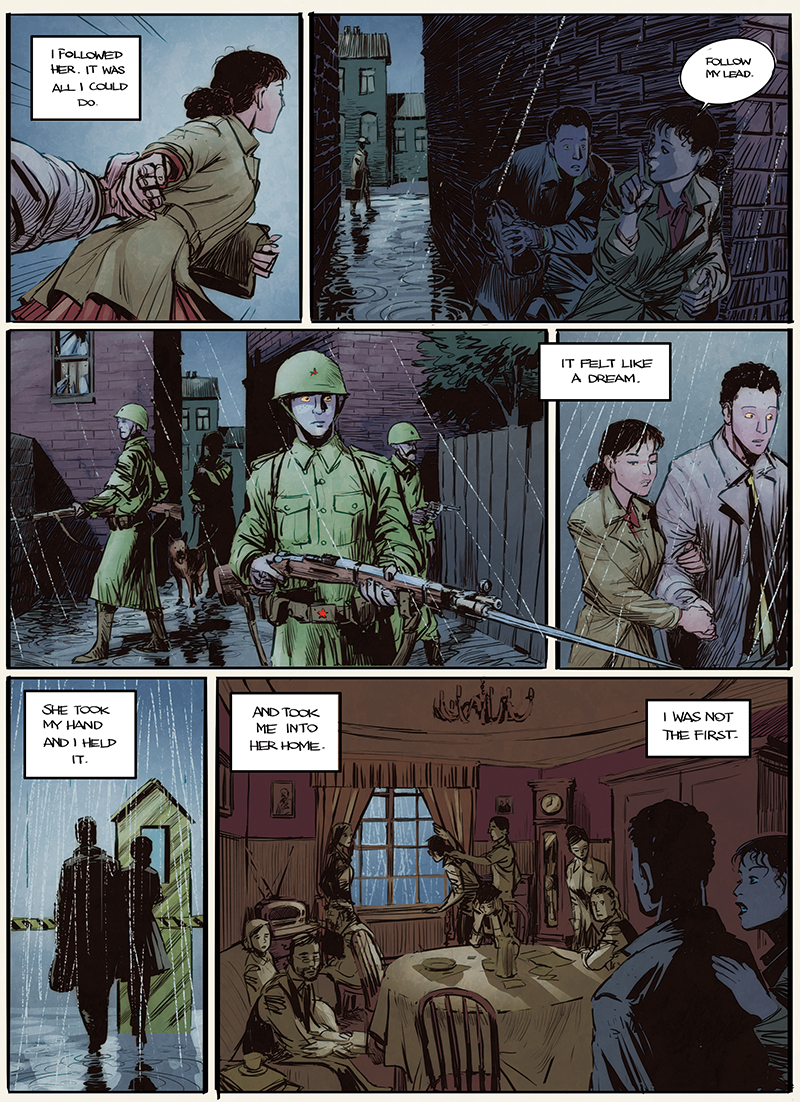 I FOLLOWED
HER. IT WAS
ALL I COULD
DO.
FOLLOW
MY LEAD.
IT FELT LIKE
A DREAM.
SHE TOOK
MY HAND
AND I HELD
IT.
AND TOOK
ME INTO
HER HOME.
I WAS NOT
THE FIRST.